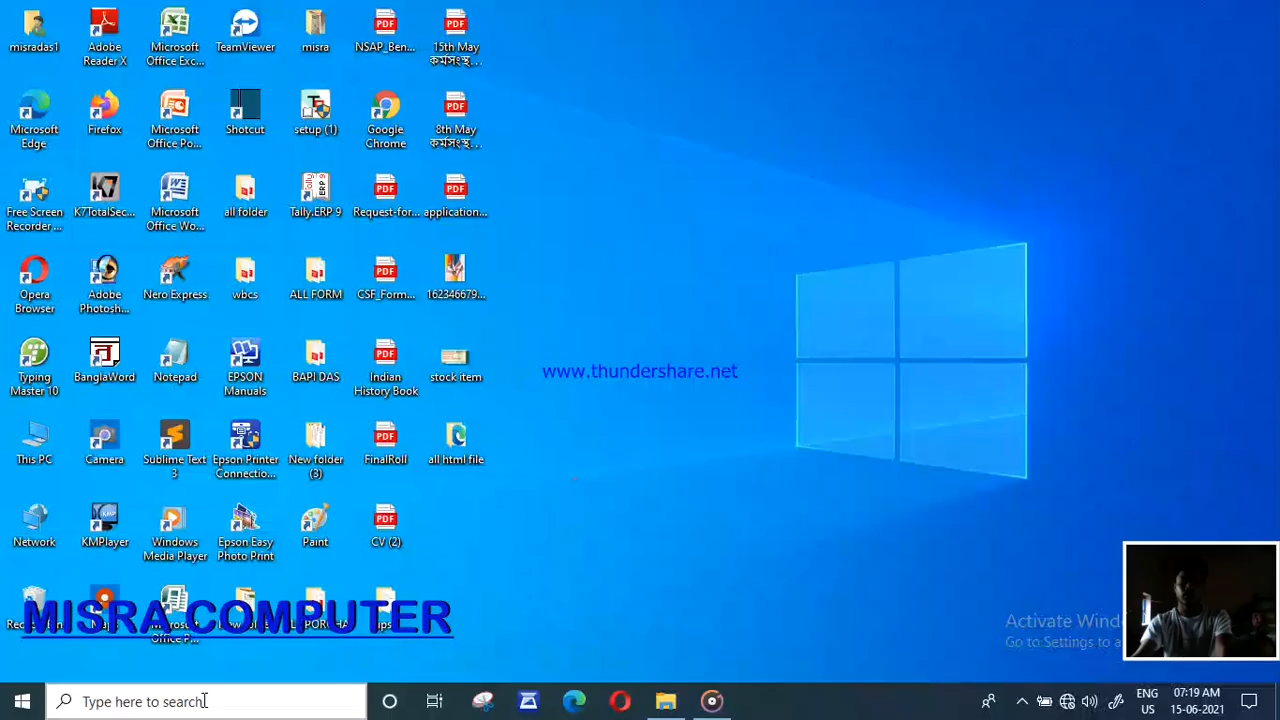 misradas1
Adobe
Reader X
Microsoft
Office Exc...
TeamViewer
misra
NSAP_Ben...
15th May
কর্মসংস্থ...
Microsoft
Edge
Firefox
Microsoft
Office Po...
Shotcut
setup (1)
Google
Chrome
8th May
কর্মসংস্থ...
Free Screen
Recorder ...
K7TotalSec...
Microsoft
Office Wo...
all folder
Tally.ERP 9
Request-for...
application...
Opera
Browser
Adobe
Photosh...
Nero Express
wbcs
ALL FORM
CSF_Form...
162346679...
Typing
Master 10
BanglaWord
Notepad
EPSON
Manuals
BAPI DAS
Indian
History Book
stock item
www.thundershare.net
This PC
Camera
Sublime Text
3
Epson Printer
Connectio...
New folder
(3)
FinalRoll
all html file
Network
KMPlayer
Windows
Media Player
Epson Easy
Photo Print
Paint
CV (2)
MISRA COMPUTER
Office P...
Activate Wind
Go to Settings to a
Type here to search
ENG
US
07:19 AM
15-06-2021